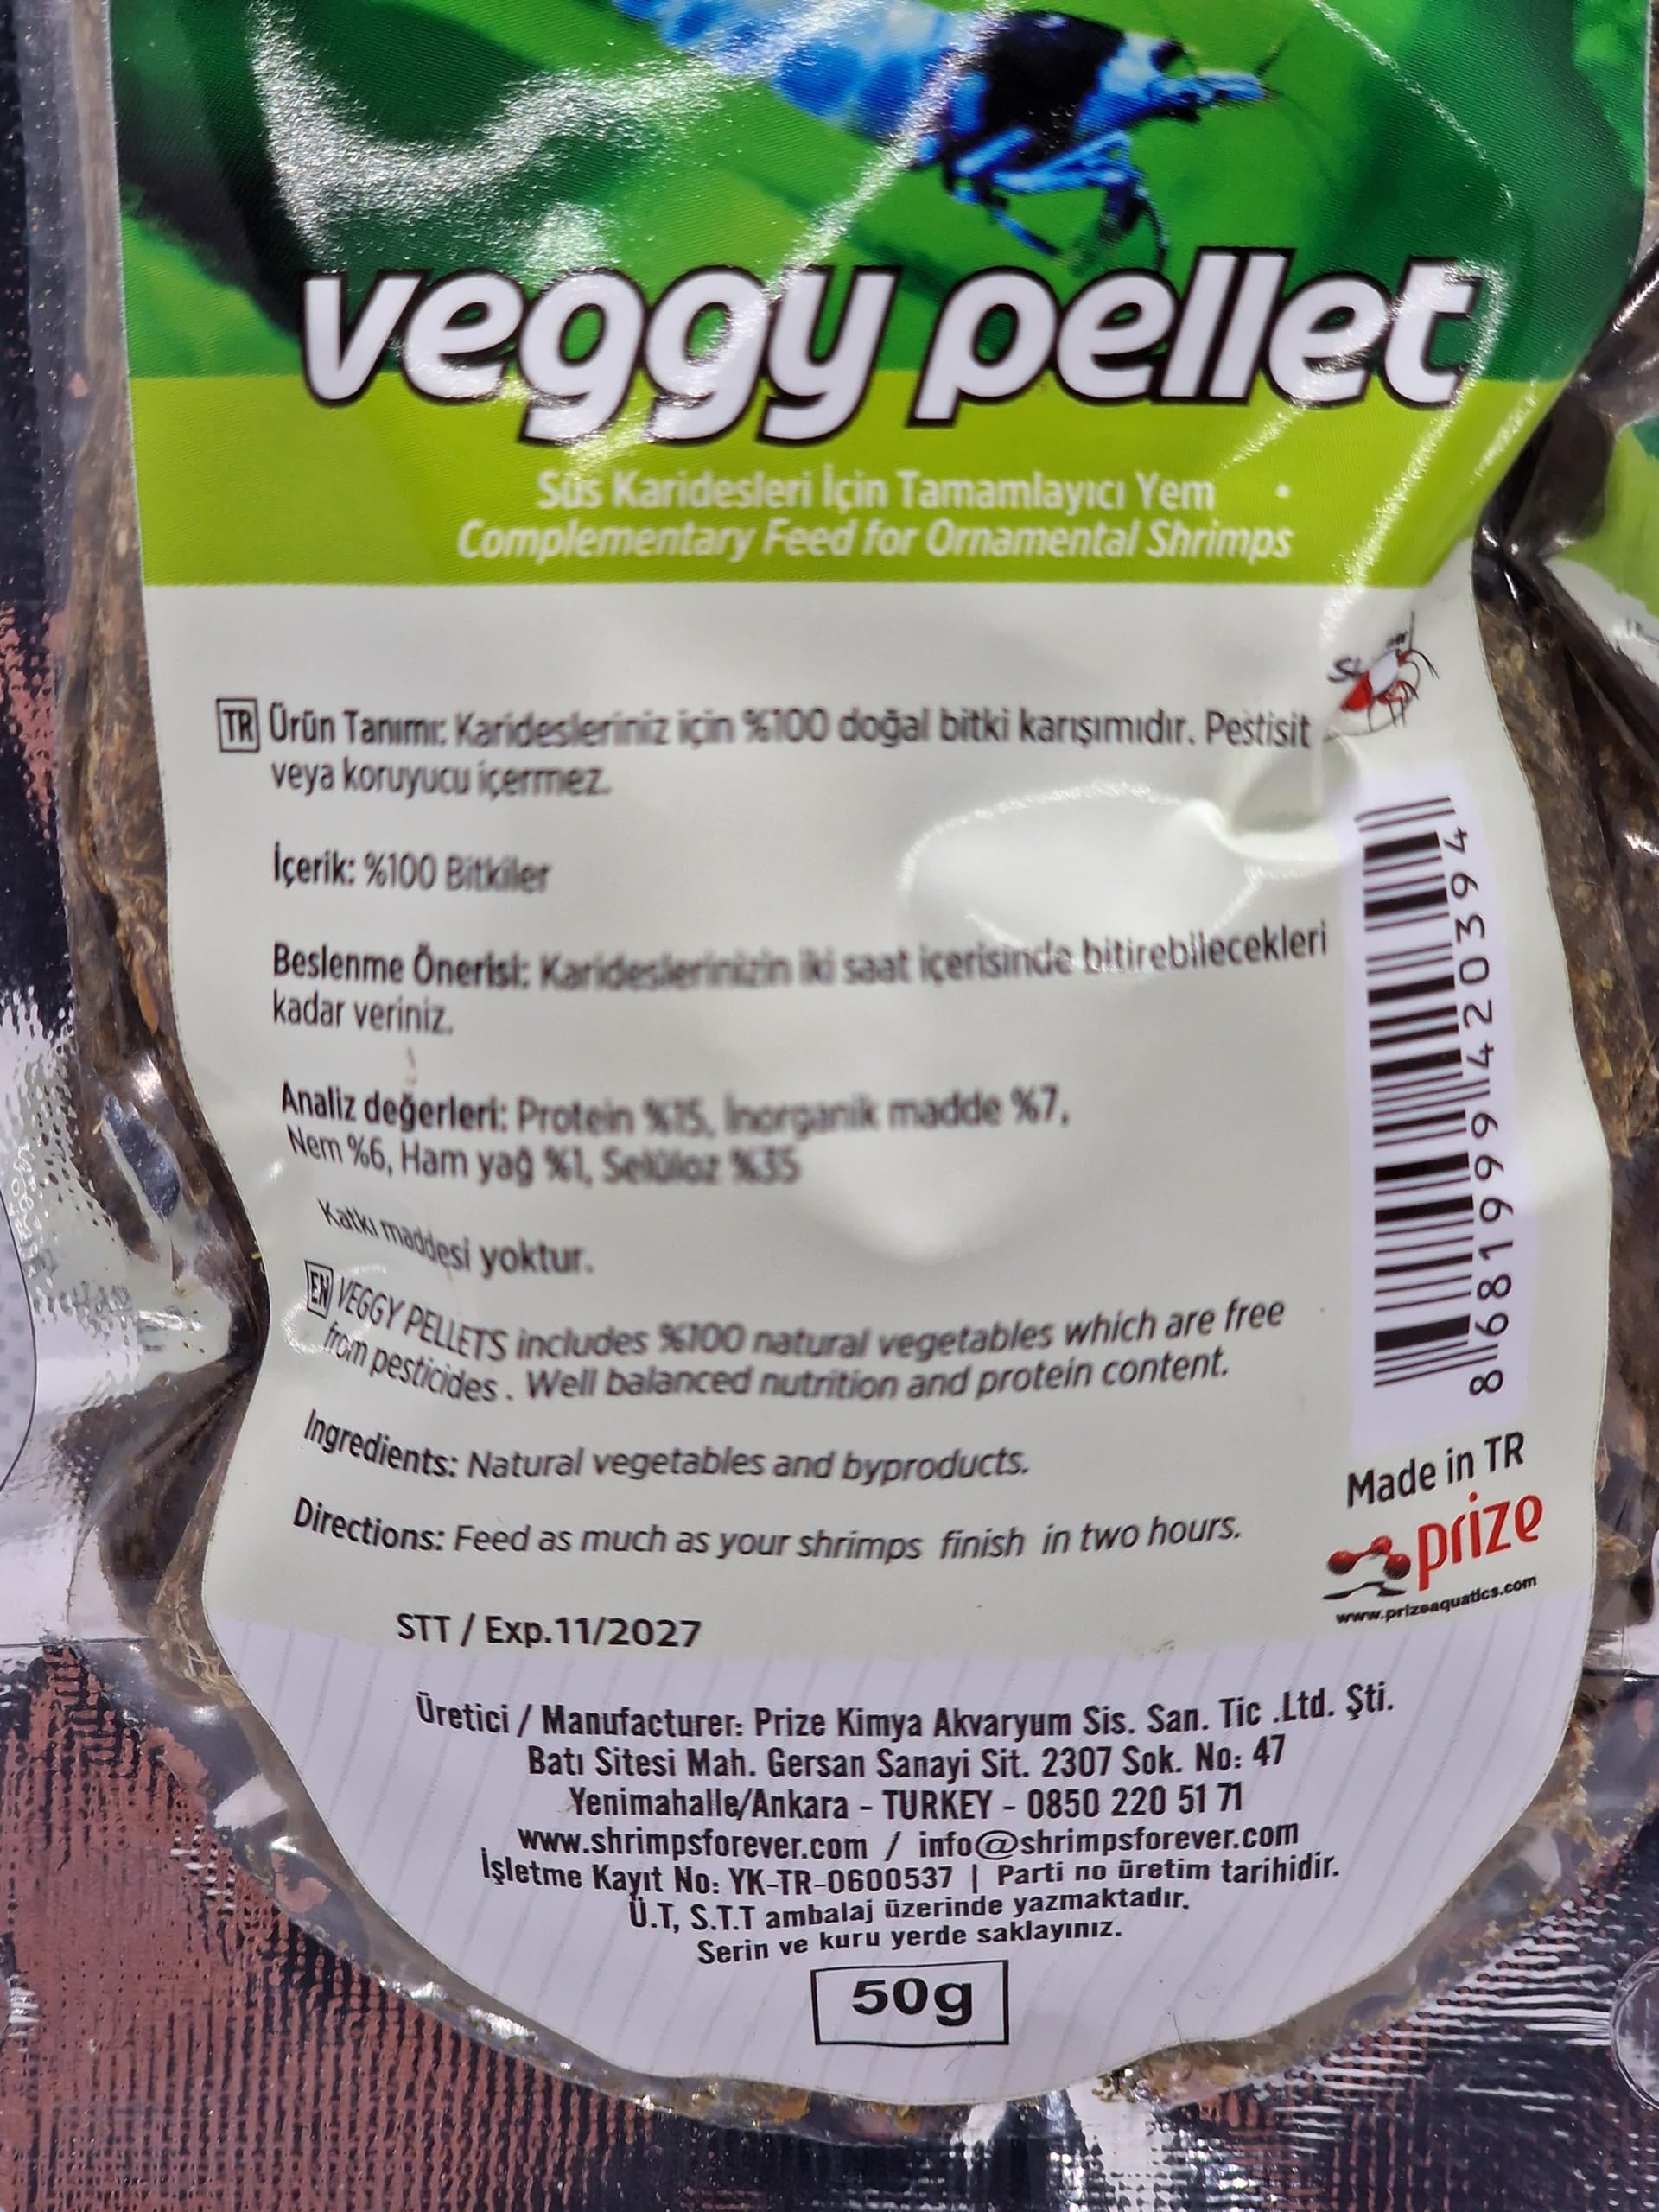 veggy pellet
Süs Karidesleri İçin Tamamlayıcı Yem
Complementary Feed for Ornamental Shrimps
TR Ürün Tanımı: Karidesleriniz için %100 doğal bitki karışımıdır. Pestisit
veya koruyucu içermez.
İçerik: %100 Bitkiler
Beslenme Önerisi: Karideslerinizin iki saat içerisinde bitirebilecekleri
kadar veriniz.
Analiz değerleri: Protein %15, İnorganik madde %7,
Nem %6, Ham yağ %1, Selüloz %35
Katkı maddesi yoktur.
EN VEGGY PELLETS includes %100 natural vegetables which are free
from pesticides . Well balanced nutrition and protein content.
Ingredients: Natural vegetables and byproducts.
Directions: Feed as much as your shrimps finish in two hours.
8681999420394
Made in TR
prize
www.prizeaquatics.com
STT / Exp.11/2027
Üretici / Manufacturer: Prize Kimya Akvaryum Sis. San. Tic .Ltd. Şti.
Batı Sitesi Mah. Gersan Sanayi Sit. 2307 Sok. No: 47
Yenimahalle/Ankara - TURKEY - 0850 220 51 71
www.shrimpsforever.com / info@shrimpsforever.com
İşletme Kayıt No: YK-TR-0600537 | Parti no üretim tarihidir.
Ü.T, S.T.T ambalaj üzerinde yazmaktadır.
Serin ve kuru yerde saklayınız.
50g